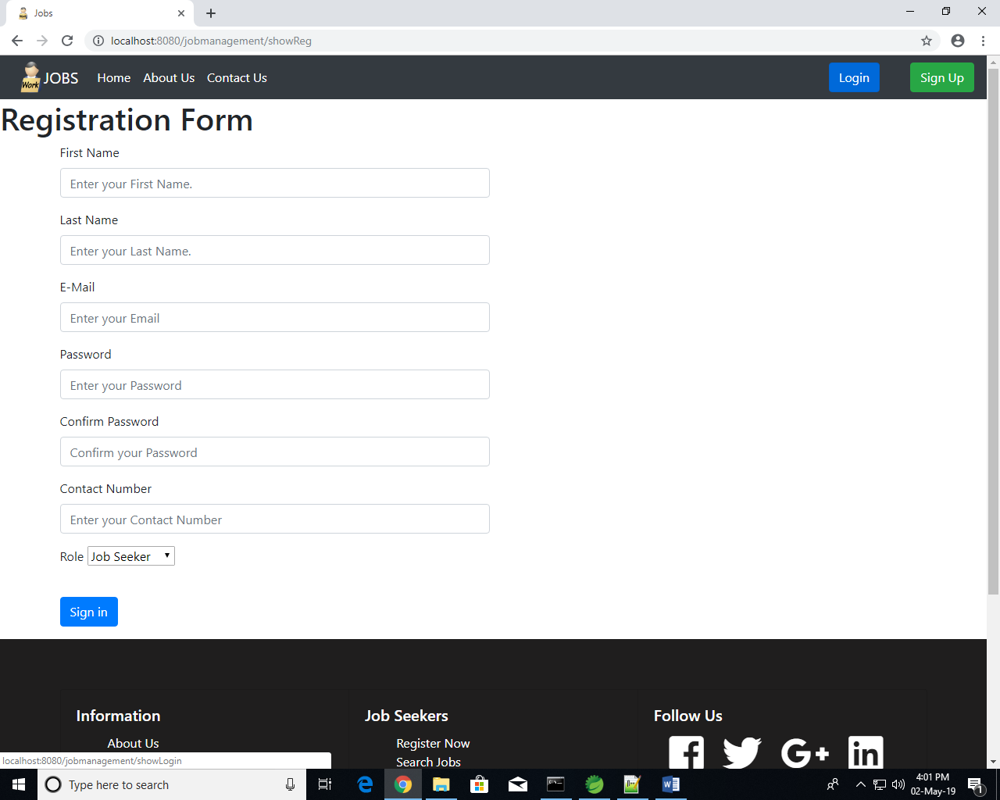 Jobs
localhost:8080/jobmanagement/showReg
Work JOBS Home About Us Contact Us Login Sign Up
Registration Form
First Name
Enter your First Name.
Last Name
Enter your Last Name.
E-Mail
Enter your Email
Password
Enter your Password
Confirm Password
Confirm your Password
Contact Number
Enter your Contact Number
Role Job Seeker
Sign in
Information Job Seekers Follow Us
About Us Register Now
Search Jobs
localhost:8080/jobmanagement/showLogin
Type here to search
4:01 PM
02-May-19
1